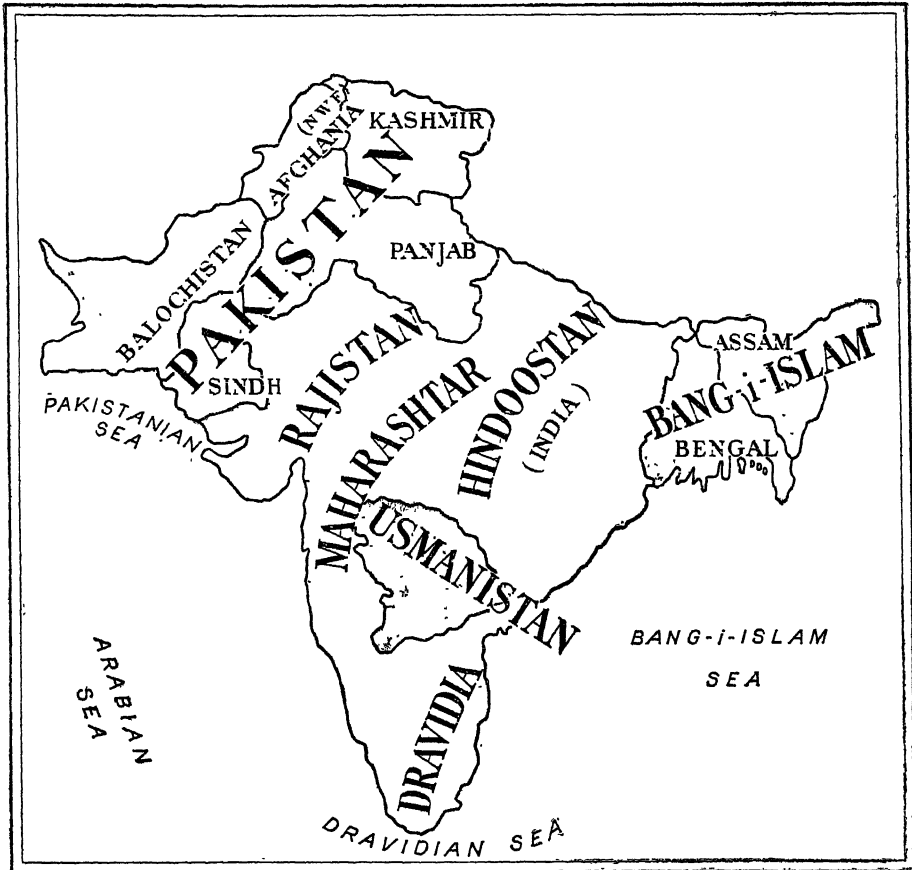 (NWF)
AFGHANIA
KASHMIR
PAKISTAN
PANJAB
BALOCHISTAN
SINDH
PAKISTANIAN
SEA
RAJISTAN
MAHARASHTAR
HINDOOSTAN
(INDIA)
ASSAM
BANG-i-ISLAM
BENGAL
USMANISTAN
BANG-i-ISLAM
SEA
ARABIAN
SEA
DRAVIDIA
DRAVIDIAN SEA